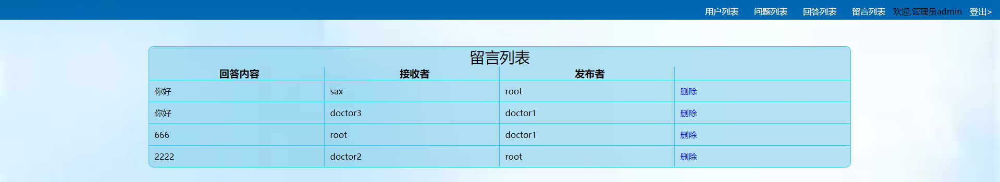 用户列表 问题列表 回答列表 留言列表 欢迎,管理员admin 登出>
留言列表
回答内容 接收者 发布者
你好 sax root 删除
你好 doctor3 doctor1 删除
666 root doctor1 删除
2222 doctor2 root 删除